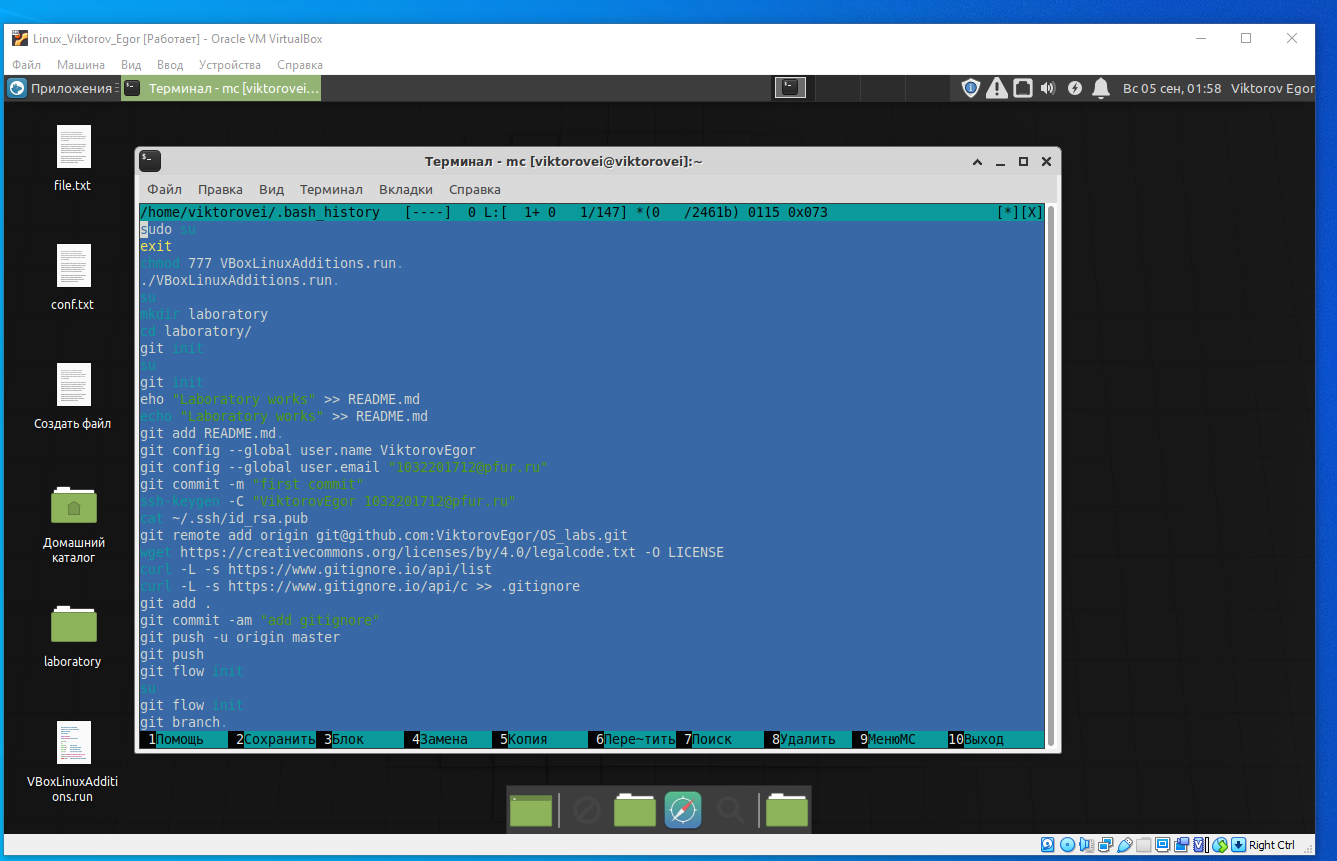 Linux_Viktorov_Egor [Работает] - Oracle VM VirtualBox
Файл Машина Вид Ввод Устройства Справка
Приложения Терминал - mc [viktorovei... Вс 05 сен, 01:58 Viktorov Egor
file.txt
conf.txt
Создать файл
Домашний
каталог
laboratory
VBoxLinuxAdditi
ons.run
Терминал - mc [viktorovei@viktorovei]:~
Файл Правка Вид Терминал Вкладки Справка
/home/viktorovei/.bash_history [----] 0 L:[ 1+ 0 1/147] *(0 /2461b) 0115 0x073 [*][X]
sudo su
exit
chmod 777 VBoxLinuxAdditions.run.
./VBoxLinuxAdditions.run.
su
mkdir laboratory
cd laboratory/
git init
su
git init
eho "Laboratory works" >> README.md
echo "Laboratory works" >> README.md
git add README.md.
git config --global user.name ViktorovEgor
git config --global user.email "1032201712@pfur.ru"
git commit -m "first commit"
ssh-keygen -C "ViktorovEgor 1032201712@pfur.ru"
cat ~/.ssh/id_rsa.pub
git remote add origin git@github.com:ViktorovEgor/OS_labs.git
wget https://creativecommons.org/licenses/by/4.0/legalcode.txt -O LICENSE
curl -L -s https://www.gitignore.io/api/list
curl -L -s https://www.gitignore.io/api/c >> .gitignore
git add .
git commit -am "add gitignore"
git push -u origin master
git push
git flow init
su
git flow init
git branch.
1Помощь 2Сохранить 3Блок 4Замена 5Копия 6Пере~тить 7Поиск 8Удалить 9МенюMC 10Выход
Right Ctrl